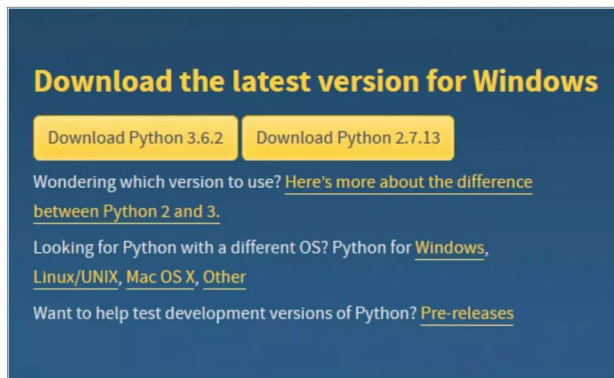 Download the latest version for Windows
Download Python 3.6.2 Download Python 2.7.13
Wondering which version to use? Here's more about the difference
between Python 2 and 3.
Looking for Python with a different OS? Python for Windows,
Linux/UNIX, Mac OS X, Other
Want to help test development versions of Python? Pre-releases